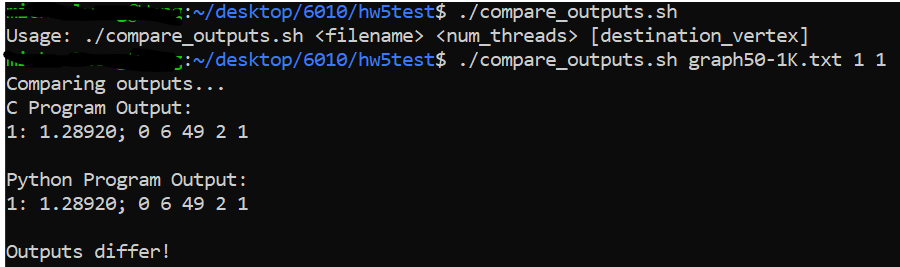 :~/desktop/6010/hw5test$ ./compare_outputs.sh
Usage: ./compare_outputs.sh <filename> <num_threads> [destination_vertex]
:~/desktop/6010/hw5test$ ./compare_outputs.sh graph50-1K.txt 1 1
Comparing outputs...
C Program Output:
1: 1.28920; 0 6 49 2 1

Python Program Output:
1: 1.28920; 0 6 49 2 1

Outputs differ!